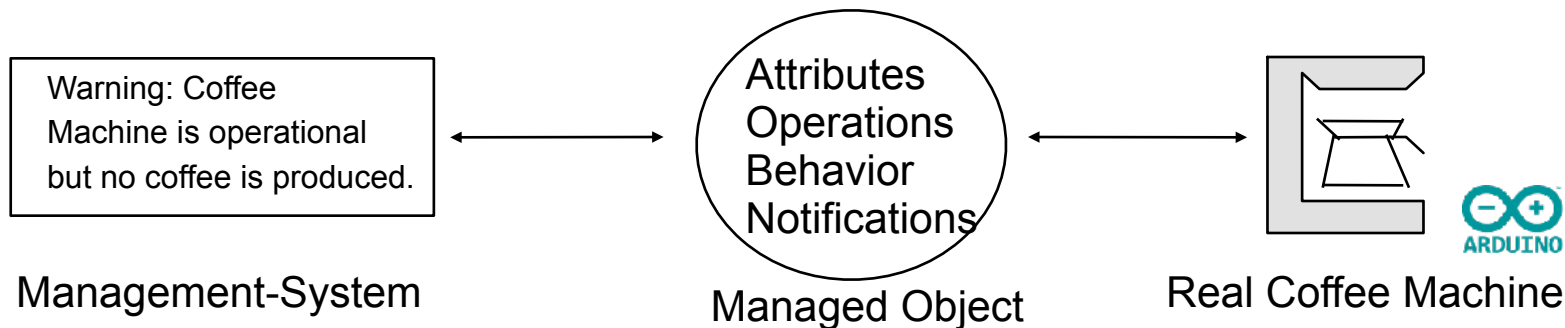 Warning: Coffee
Machine is operational
but no coffee is produced.
Management-System
Attributes
Operations
Behavior
Notifications
Managed Object
ARDUINO
Real Coffee Machine